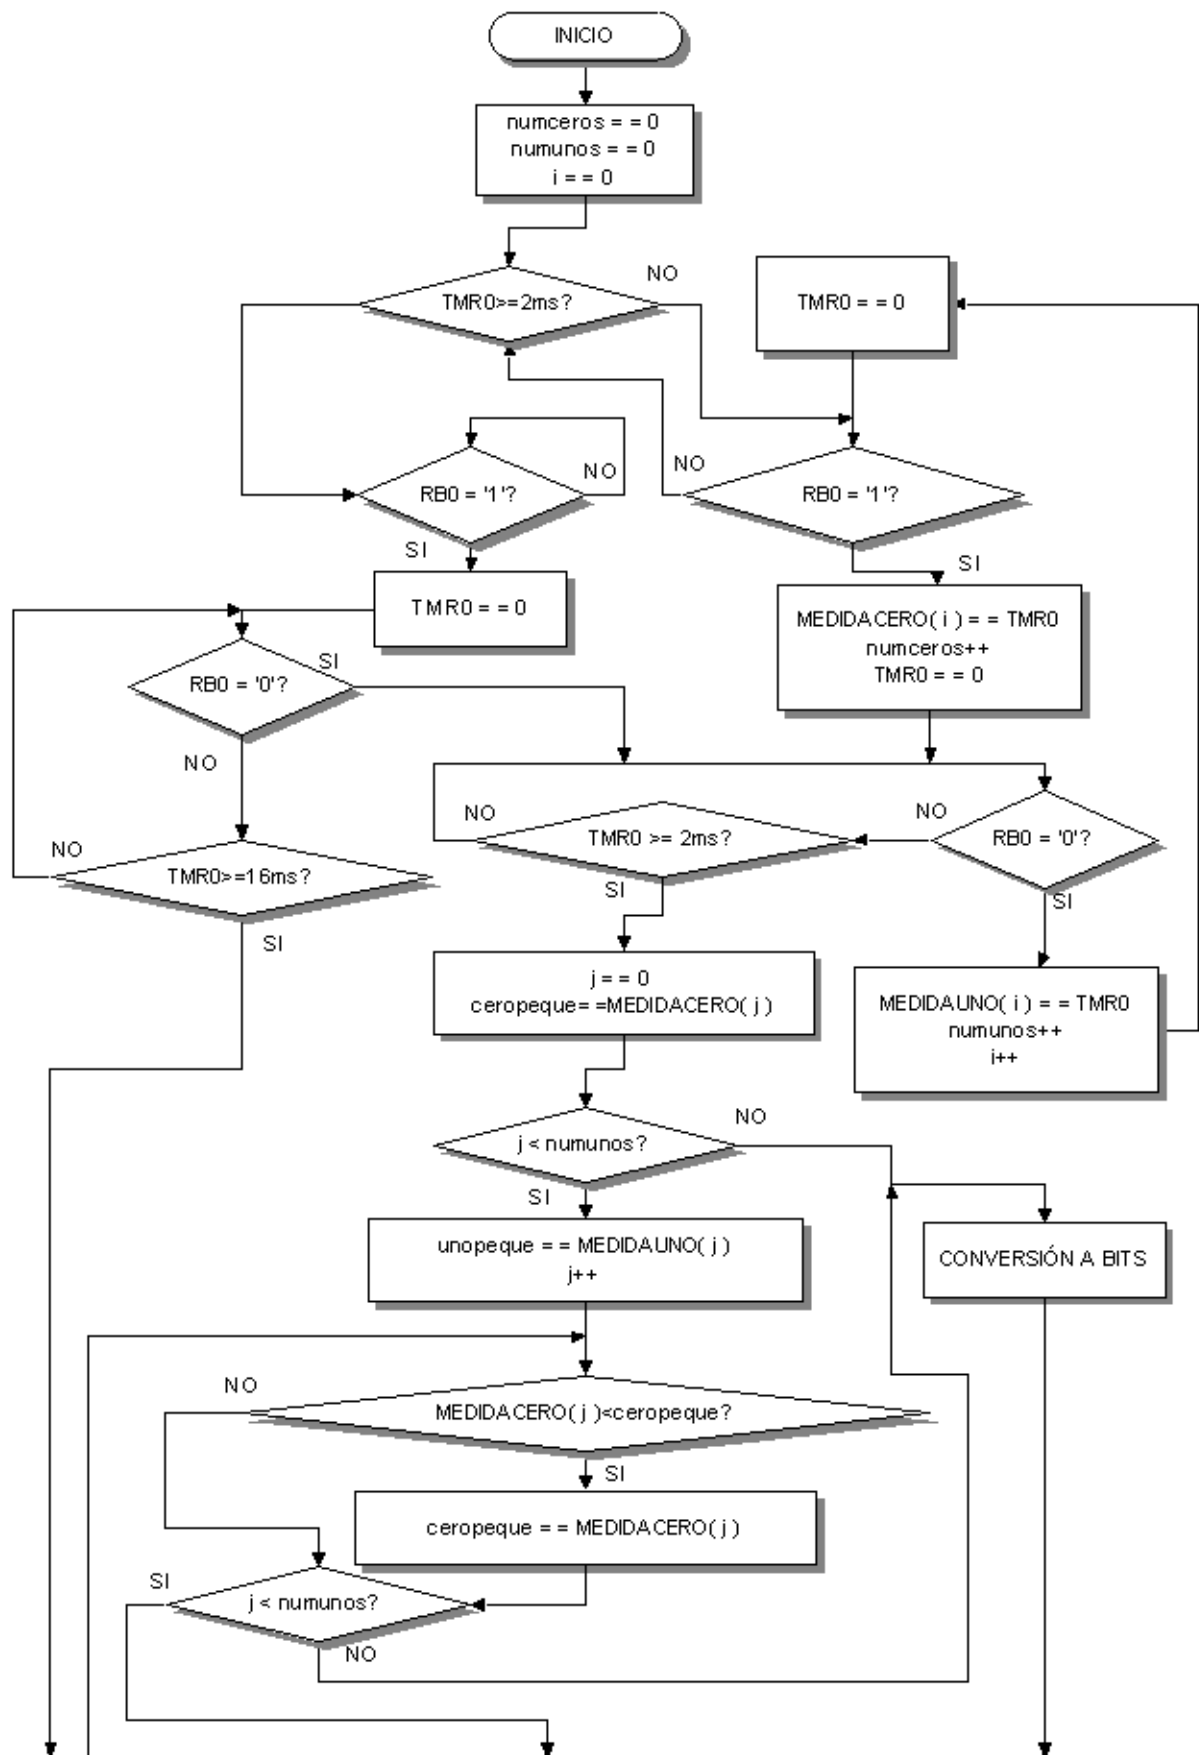 INICIO
numceros = = 0
numunos = = 0
i = = 0
TMR0>=2ms?
NO
TMR0 = = 0
RB0 = '1'?
NO
SI
NO
RB0 = '1'?
SI
TMR0 = = 0
MEDIDACERO( i ) = = TMR0
numceros++
TMR0 = = 0
RB0 = '0'?
SI
NO
TMR0>=16ms?
NO
SI
TMR0 >= 2ms?
NO
SI
RB0 = '0'?
NO
SI
j = = 0
ceropeque= =MEDIDACERO( j )
MEDIDAUNO( i ) = = TMR0
numunos++
i++
j < numunos?
NO
SI
unopeque = = MEDIDAUNO( j )
j++
CONVERSIÓN A BITS
NO
MEDIDACERO( j )<ceropeque?
SI
ceropeque = = MEDIDACERO( j )
SI
j < numunos?
NO